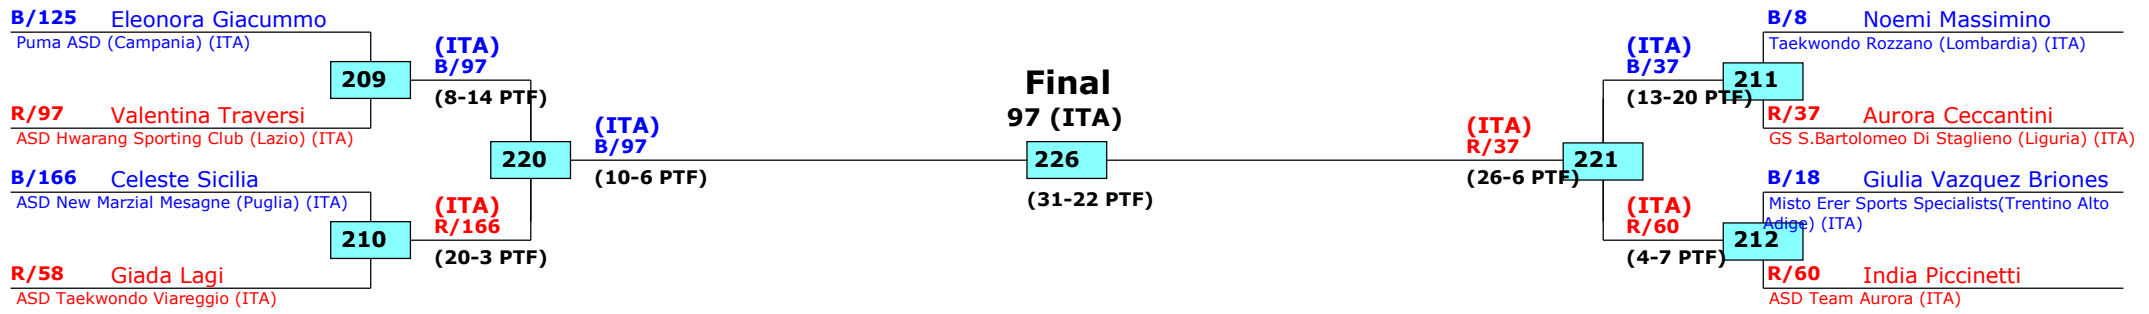 B/125 Eleonora Giacummo
Puma ASD (Campania) (ITA)
209
(ITA)
B/97
(8-14 PTF)
R/97 Valentina Traversi
ASD Hwarang Sporting Club (Lazio) (ITA)
220
(ITA)
B/97
(10-6 PTF)
B/166 Celeste Sicilia
ASD New Marzial Mesagne (Puglia) (ITA)
210
(ITA)
R/166
(20-3 PTF)
R/58 Giada Lagi
ASD Taekwondo Viareggio (ITA)
Final
97 (ITA)
226
(31-22 PTF)
B/8 Noemi Massimino
Taekwondo Rozzano (Lombardia) (ITA)
(ITA)
B/37
211
(13-20 PTF)
R/37 Aurora Ceccantini
GS S.Bartolomeo Di Staglieno (Liguria) (ITA)
(ITA)
R/37
221
(26-6 PTF)
B/18 Giulia Vazquez Briones
Misto Erer Sports Specialists(Trentino Alto
Adige) (ITA)
(ITA)
R/60
212
(4-7 PTF)
R/60 India Piccinetti
ASD Team Aurora (ITA)